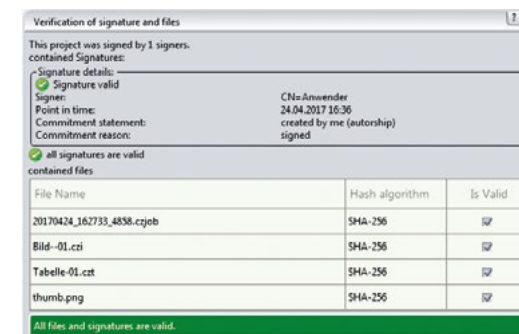 Verification of signature and files
?
This project was signed by 1 signers.
contained Signatures:
Signature details:
Signature valid
Signer: CN=Anwender
Point in time: 24.04.2017 16:36
Commitment statement: created by me (autorship)
Commitment reason: signed
all signatures are valid
contained files
File Name Hash algorithm Is Valid
20170424_162733_4858.czjob SHA-256
Bild--01.czi SHA-256
Tabelle-01.czt SHA-256
thumb.png SHA-256
All files and signatures are valid.